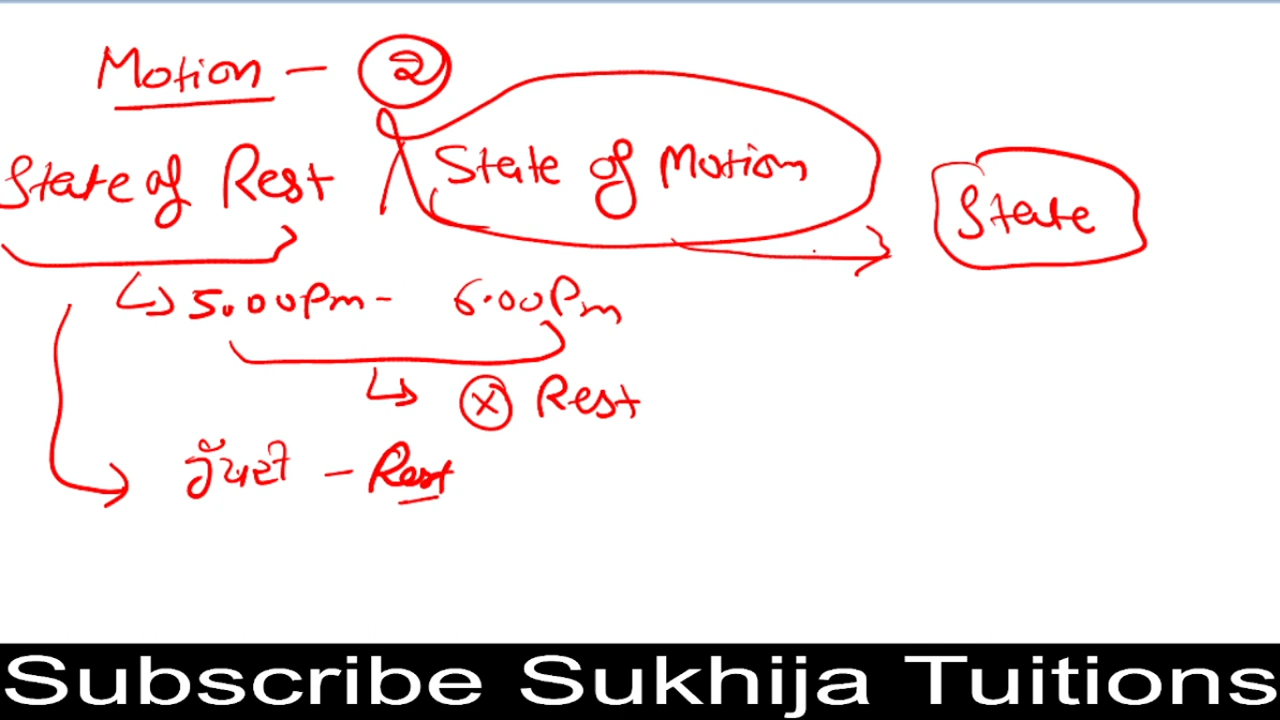 Motion - 2
State of Rest State of Motion State
5.00Pm - 6.00Pm
x Rest
- Rest
Subscribe Sukhija Tuitions